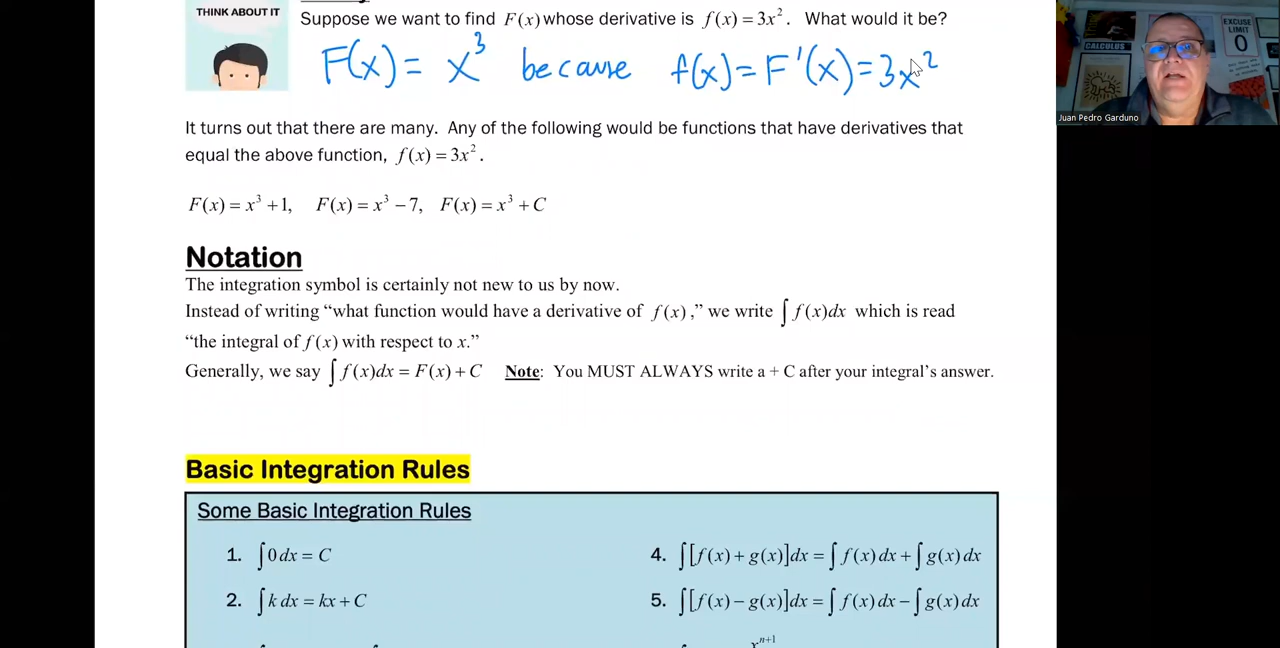 THINK ABOUT IT
Suppose we want to find F(x) whose derivative is f(x) = 3x². What would it be?
F(x) = x³ because f(x) = F'(x) = 3x²
It turns out that there are many. Any of the following would be functions that have derivatives that
equal the above function, f(x) = 3x².
F(x) = x³ + 1, F(x) = x³ − 7, F(x) = x³ + C
Notation
The integration symbol is certainly not new to us by now.
Instead of writing “what function would have a derivative of f(x),” we write ∫ f(x)dx which is read
“the integral of f(x) with respect to x.”
Generally, we say ∫ f(x)dx = F(x) + C Note: You MUST ALWAYS write a + C after your integral’s answer.
Basic Integration Rules
Some Basic Integration Rules
1. ∫ 0 dx = C
4. ∫[f(x) + g(x)]dx = ∫ f(x) dx + ∫ g(x) dx
2. ∫ k dx = kx + C
5. ∫[f(x) − g(x)]dx = ∫ f(x) dx − ∫ g(x) dx
xⁿ⁺¹
CALCULUS
EXCUSE
LIMIT
0
Juan Pedro Garduno